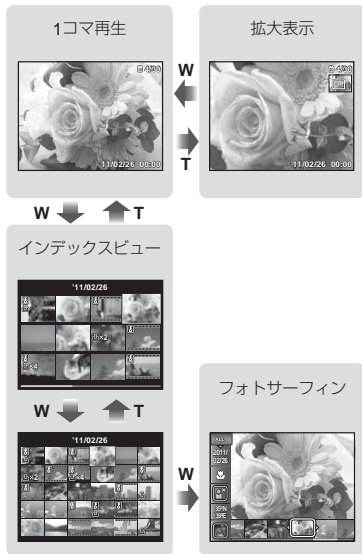 1コマ再生
拡大表示
4/30
'11/02/26 00:00
W
T
4/30
'11/02/26 00:00
W
T
インデックスビュー
'11/02/26
×2
×4
W
T
'11/02/26
×2
×4
W
フォトサーフィン
ALL
2011/
02/26